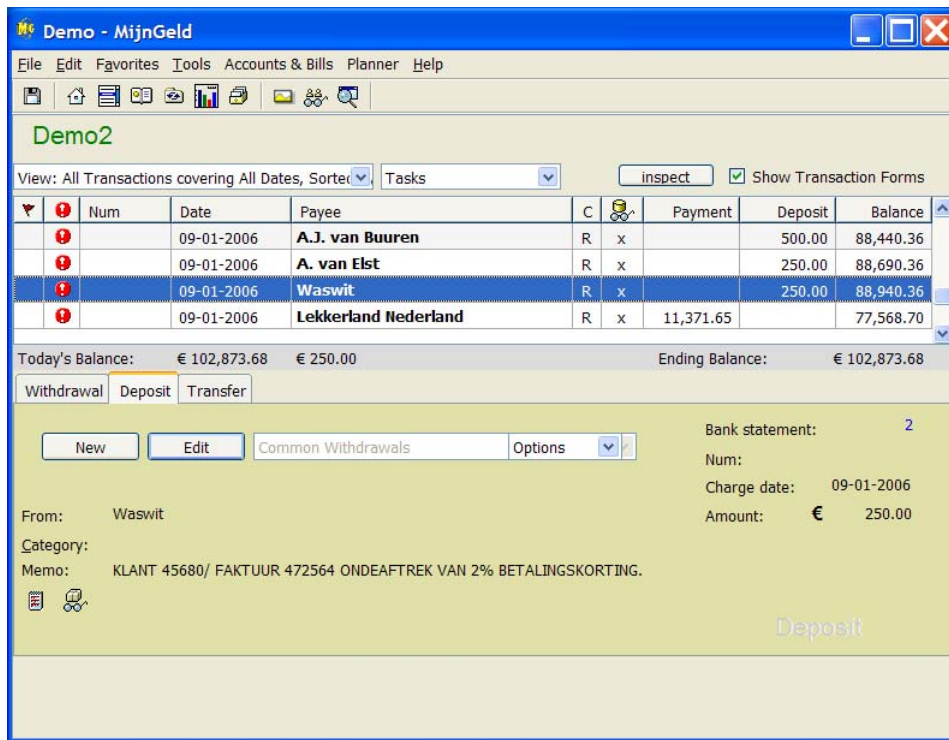 Demo - MijnGeld
File Edit Favorites Tools Accounts & Bills Planner Help
Demo2
View: All Transactions covering All Dates, Sorted Tasks inspect Show Transaction Forms
Num Date Payee C Payment Deposit Balance
09-01-2006 A.J. van Buuren R x 500.00 88,440.36
09-01-2006 A. van Elst R x 250.00 88,690.36
09-01-2006 Waswit R x 250.00 88,940.36
09-01-2006 Lekkerland Nederland R x 11,371.65 77,568.70
Today's Balance: € 102,873.68 € 250.00 Ending Balance: € 102,873.68
Withdrawal Deposit Transfer
New Edit Common Withdrawals Options
Bank statement: 2
Num:
Charge date: 09-01-2006
Amount: € 250.00
From: Waswit
Category:
Memo: KLANT 45680/ FAKTUUR 472564 ONDEAFTREK VAN 2% BETALINGSKORTING.
Deposit